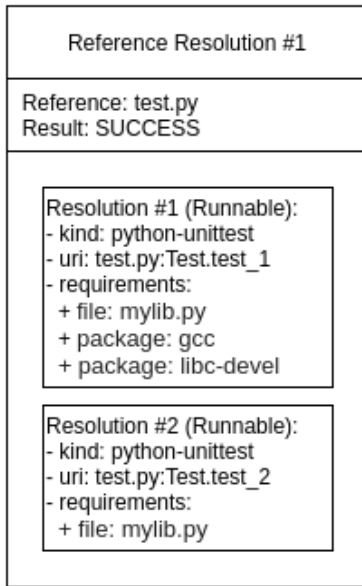 Reference Resolution #1
Reference: test.py
Result: SUCCESS
Resolution #1 (Runnable):
- kind: python-unittest
- uri: test.py:Test.test_1
- requirements:
+ file: mylib.py
+ package: gcc
+ package: libc-devel
Resolution #2 (Runnable):
- kind: python-unittest
- uri: test.py:Test.test_2
- requirements:
+ file: mylib.py